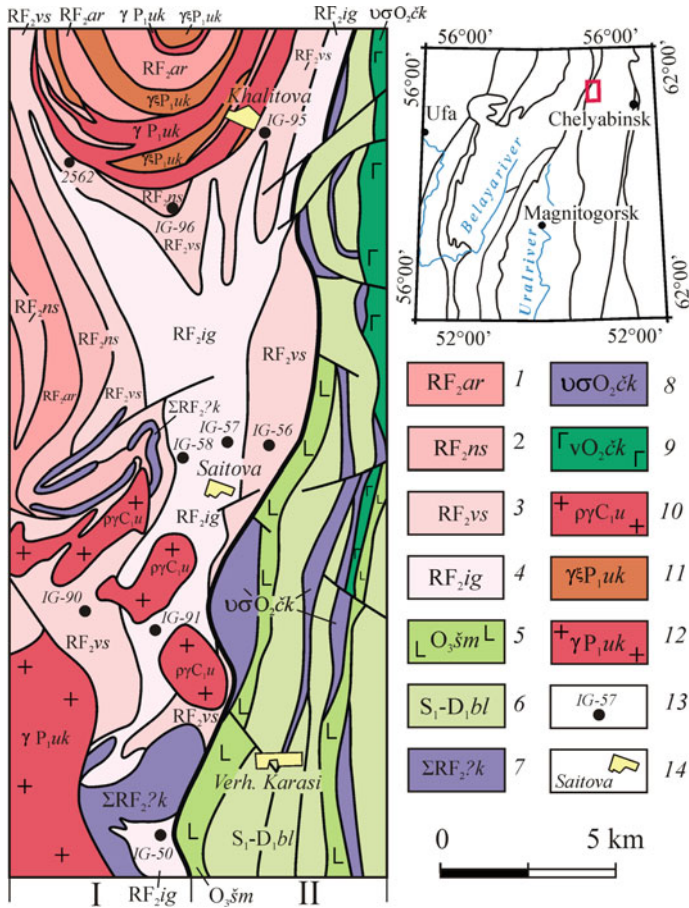 RF₂vs RF₂ar γ P₁uk γξP₁uk RF₂ig υσO₂čk
RF₂vs
RF₂ar
γξP₁uk
Khalitova
γ P₁uk
IG-95
γξP₁uk
2562
RF₂ns
IG-96
RF₂vs
RF₂ns
RF₂ns
RF₂ig
RF₂vs
RF₂ar
RF₂vs
ΣRF₂?k
IG-57
IG-56
IG-58
Saitova
RF₂ig
ργC₁u
ργC₁u
υσO₂čk
IG-90
IG-91
RF₂vs
ργC₁u
RF₂vs
γ P₁uk
Verh. Karasi
ΣRF₂?k
S₁-D₁bl
IG-50
I II
RF₂ig O₃šm
56°00' 56°00'
56°00' 62°00'
Ufa
Chelyabinsk
Belayariver
Magnitogorsk
Uralriver
56°00' 62°00'
52°00' 52°00'
RF₂ar 1 υσO₂čk 8
RF₂ns 2 νO₂čk 9
RF₂vs 3 ργC₁u 10
RF₂ig 4 γξP₁uk 11
O₃šm 5 γ P₁uk 12
S₁-D₁bl 6 IG-57 13
ΣRF₂?k 7 Saitova 14
0 5 km